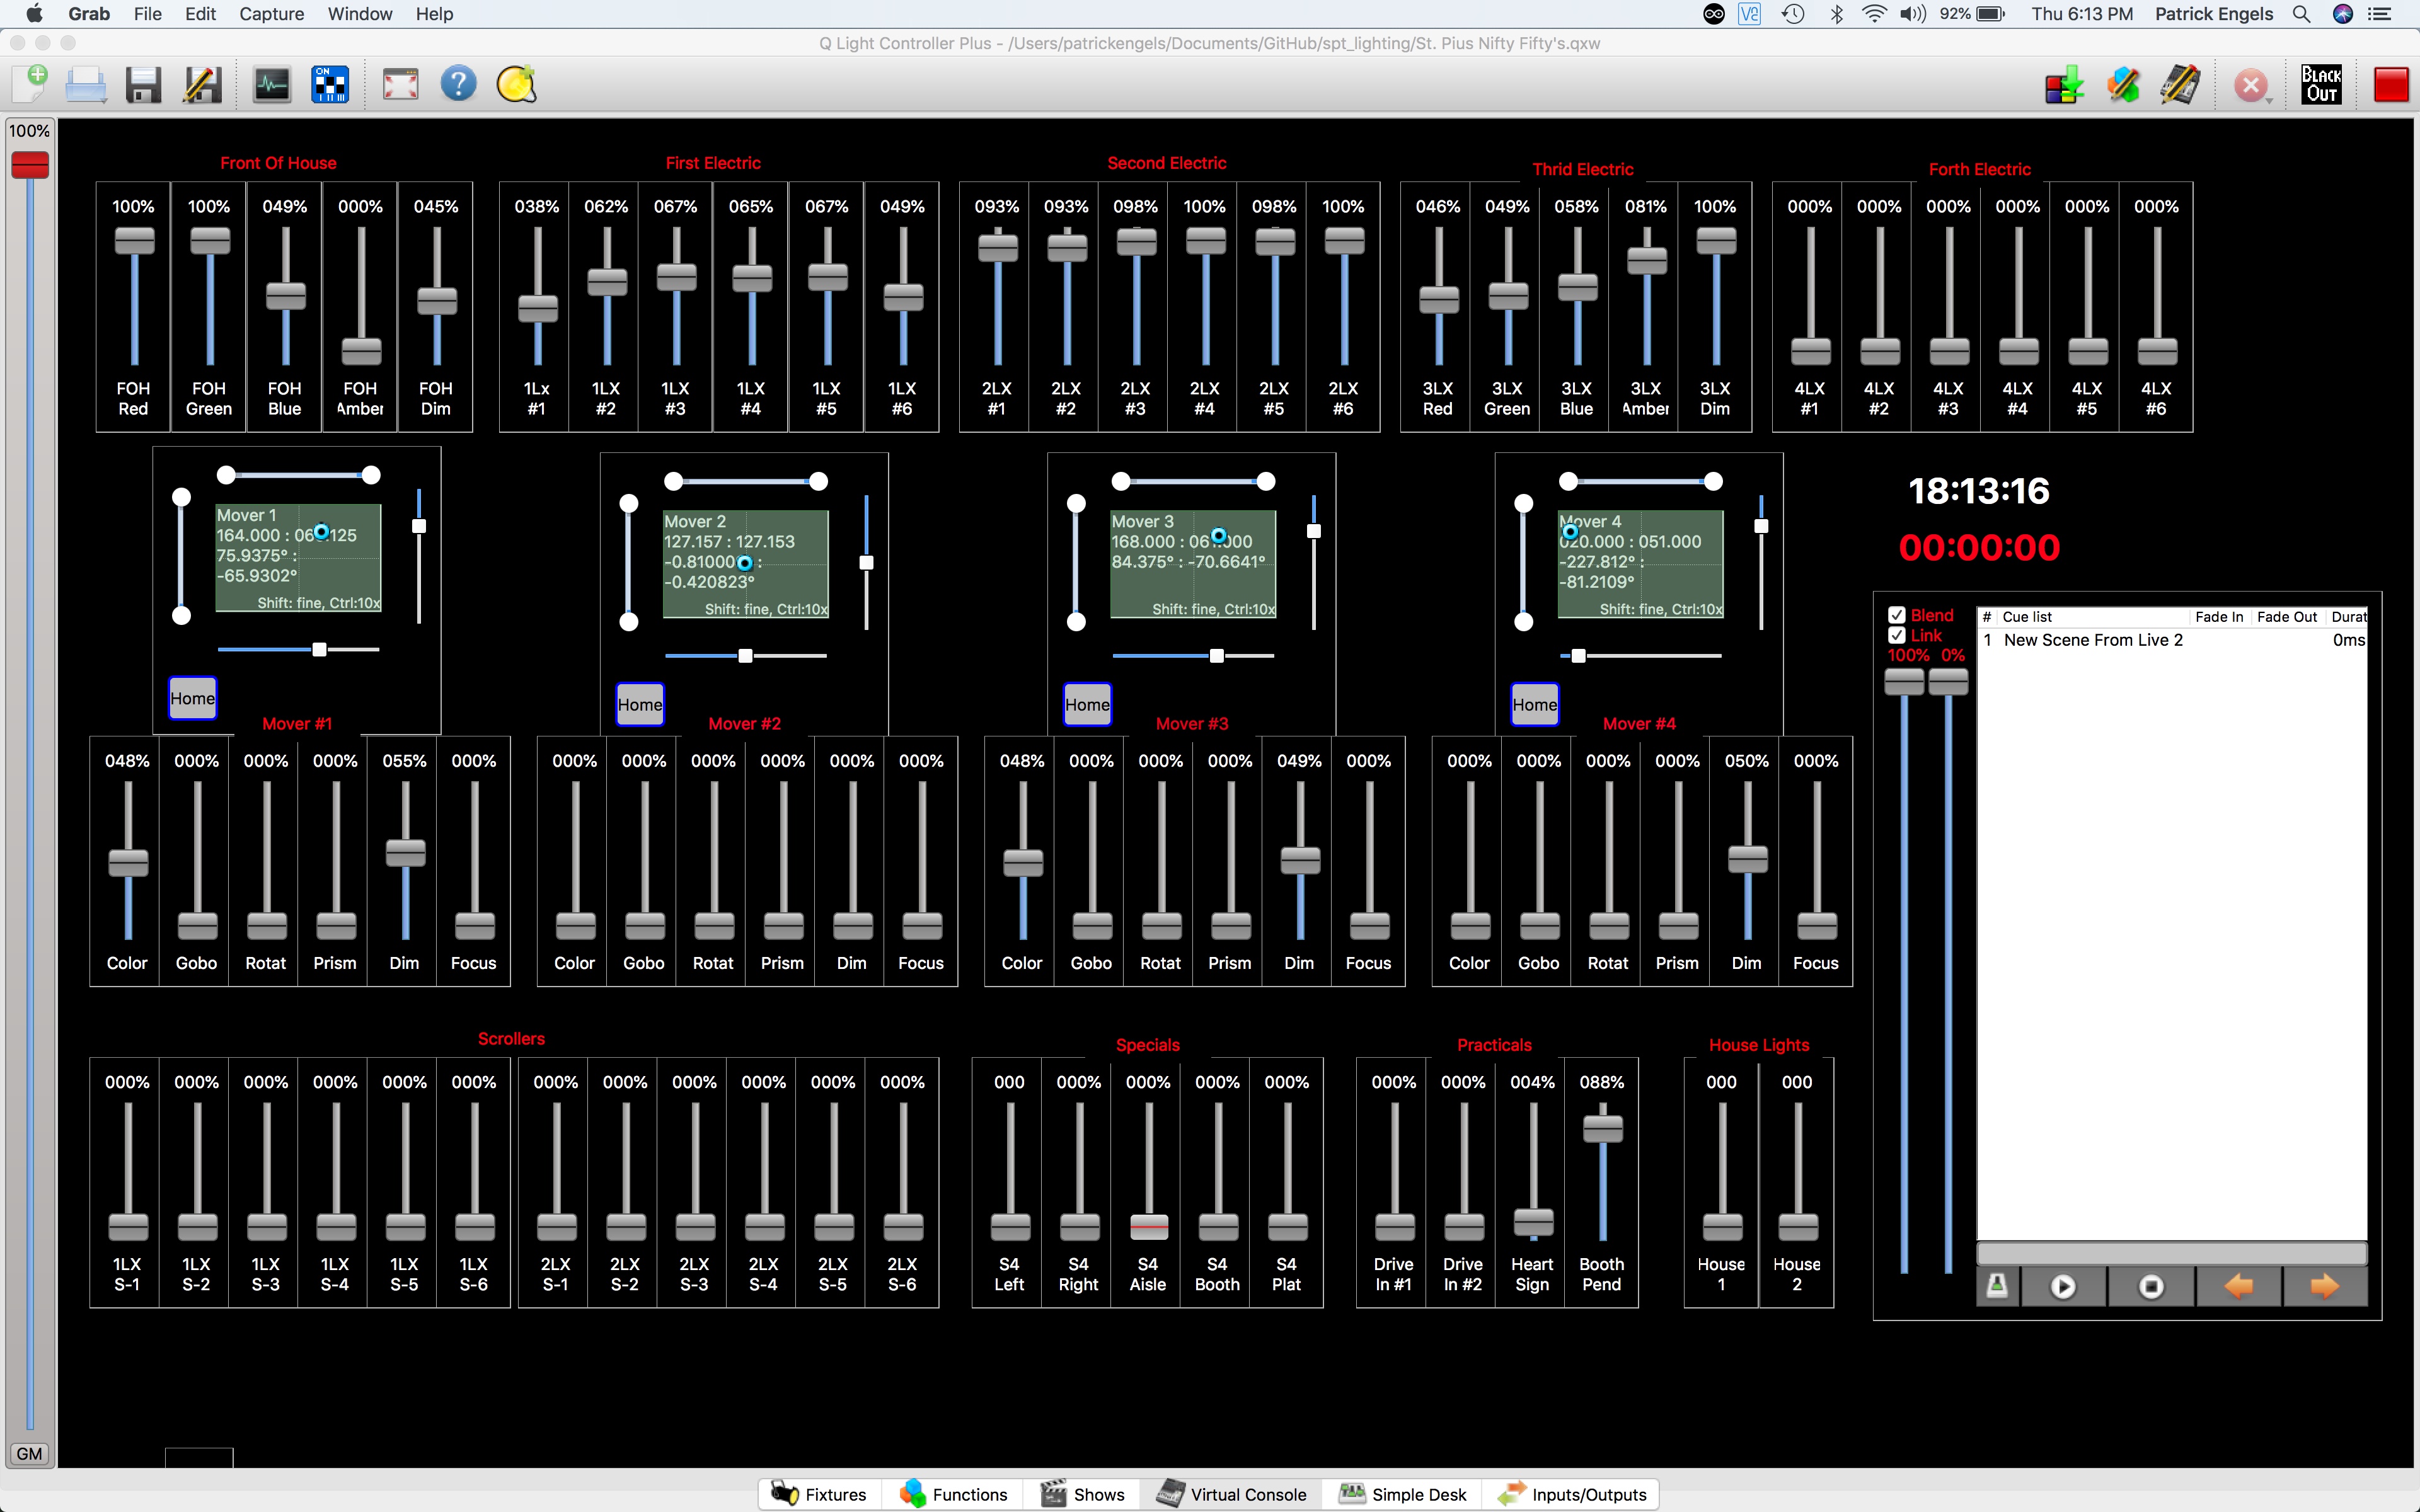 Grab File Edit Capture Window Help 92% Thu 6:13 PM Patrick Engels
Q Light Controller Plus - /Users/patrickengels/Documents/GitHub/spt_lighting/St. Pius Nifty Fifty's.qxw
ON
BLACK OUT
100%
Front Of House First Electric Second Electric Thrid Electric Forth Electric
100% 100% 049% 000% 045% 038% 062% 067% 065% 067% 049% 093% 093% 098% 100% 098% 100% 046% 049% 058% 081% 100% 000% 000% 000% 000% 000% 000%
FOH FOH FOH FOH FOH 1Lx 1LX 1LX 1LX 1LX 1LX 2LX 2LX 2LX 2LX 2LX 2LX 3LX 3LX 3LX 3LX 3LX 4LX 4LX 4LX 4LX 4LX 4LX
Red Green Blue Amber Dim #1 #2 #3 #4 #5 #6 #1 #2 #3 #4 #5 #6 Red Green Blue Amber Dim #1 #2 #3 #4 #5 #6
Mover 1
164.000 : 125
75.9375° :
-65.9302°
Shift: fine, Ctrl:10x
Home
Mover 2
127.157 : 127.153
-0.81000 :
-0.420823°
Shift: fine, Ctrl:10x
Home
Mover 3
168.000 : 061.000
84.375° : -70.6641°
Shift: fine, Ctrl:10x
Home
Mover 4
020.000 : 051.000
-227.812° :
-81.2109°
Shift: fine, Ctrl:10x
Home
18:13:16
00:00:00
Mover #1 Mover #2 Mover #3 Mover #4
048% 000% 000% 000% 055% 000% 000% 000% 000% 000% 000% 000% 048% 000% 000% 000% 049% 000% 000% 000% 000% 000% 050% 000%
Color Gobo Rotat Prism Dim Focus Color Gobo Rotat Prism Dim Focus Color Gobo Rotat Prism Dim Focus Color Gobo Rotat Prism Dim Focus
Blend
Link
100% 0%
# Cue list Fade In Fade Out Durat
1 New Scene From Live 2 0ms
Scrollers Specials Practicals House Lights
000% 000% 000% 000% 000% 000% 000% 000% 000% 000% 000% 000% 000 000% 000% 000% 000% 000% 000% 004% 088% 000 000
1LX 1LX 1LX 1LX 1LX 1LX 2LX 2LX 2LX 2LX 2LX 2LX S4 S4 S4 S4 S4 Drive Drive Heart Booth House House
S-1 S-2 S-3 S-4 S-5 S-6 S-1 S-2 S-3 S-4 S-5 S-6 Left Right Aisle Booth Plat In #1 In #2 Sign Pend 1 2
GM
Fixtures Functions Shows Virtual Console Simple Desk Inputs/Outputs